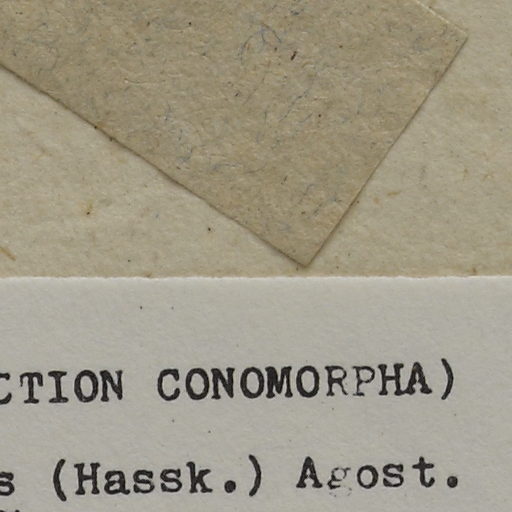 CTION CONOMORPHA)
s (Hassk.) Agost.